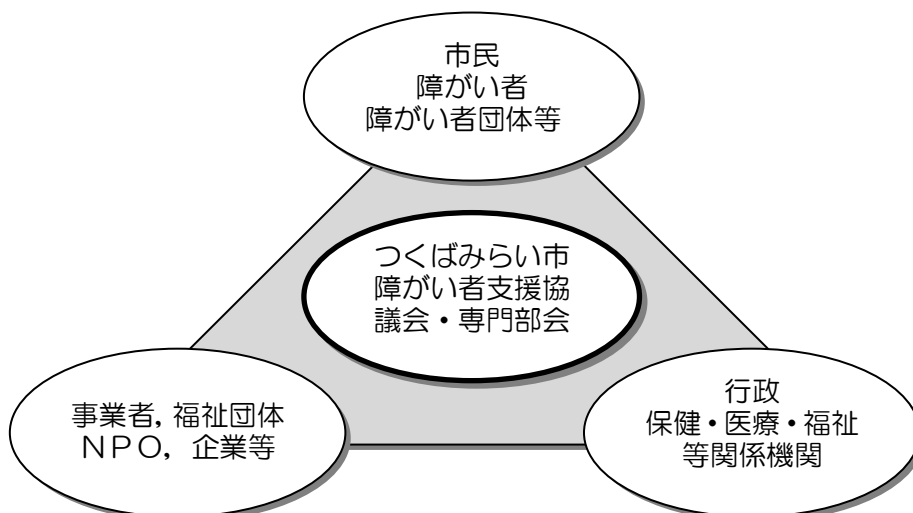 市民
障がい者
障がい者団体等
つくばみらい市
障がい者支援協
議会・専門部会
事業者，福祉団体
ＮＰＯ，企業等
行政
保健・医療・福祉
等関係機関